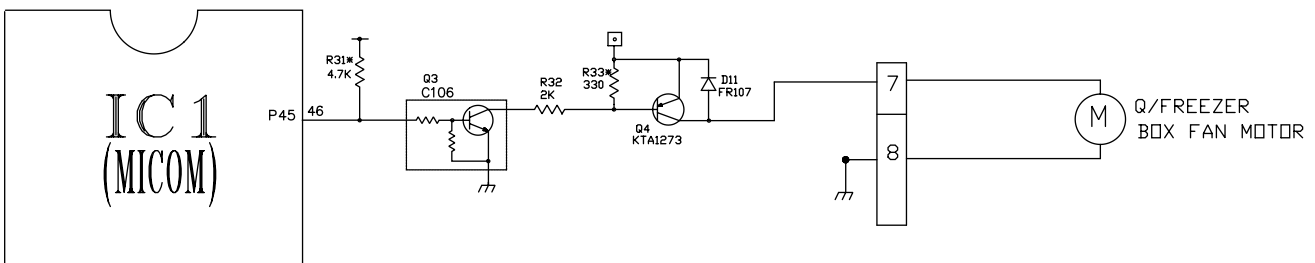 IC1
(MICOM)
P45
46
R31*
4.7K
Q3
C106
R32
2K
R33*
330
Q4
KTA1273
D11
FR107
7
8
M
Q/FREEZER
BOX FAN MOTOR